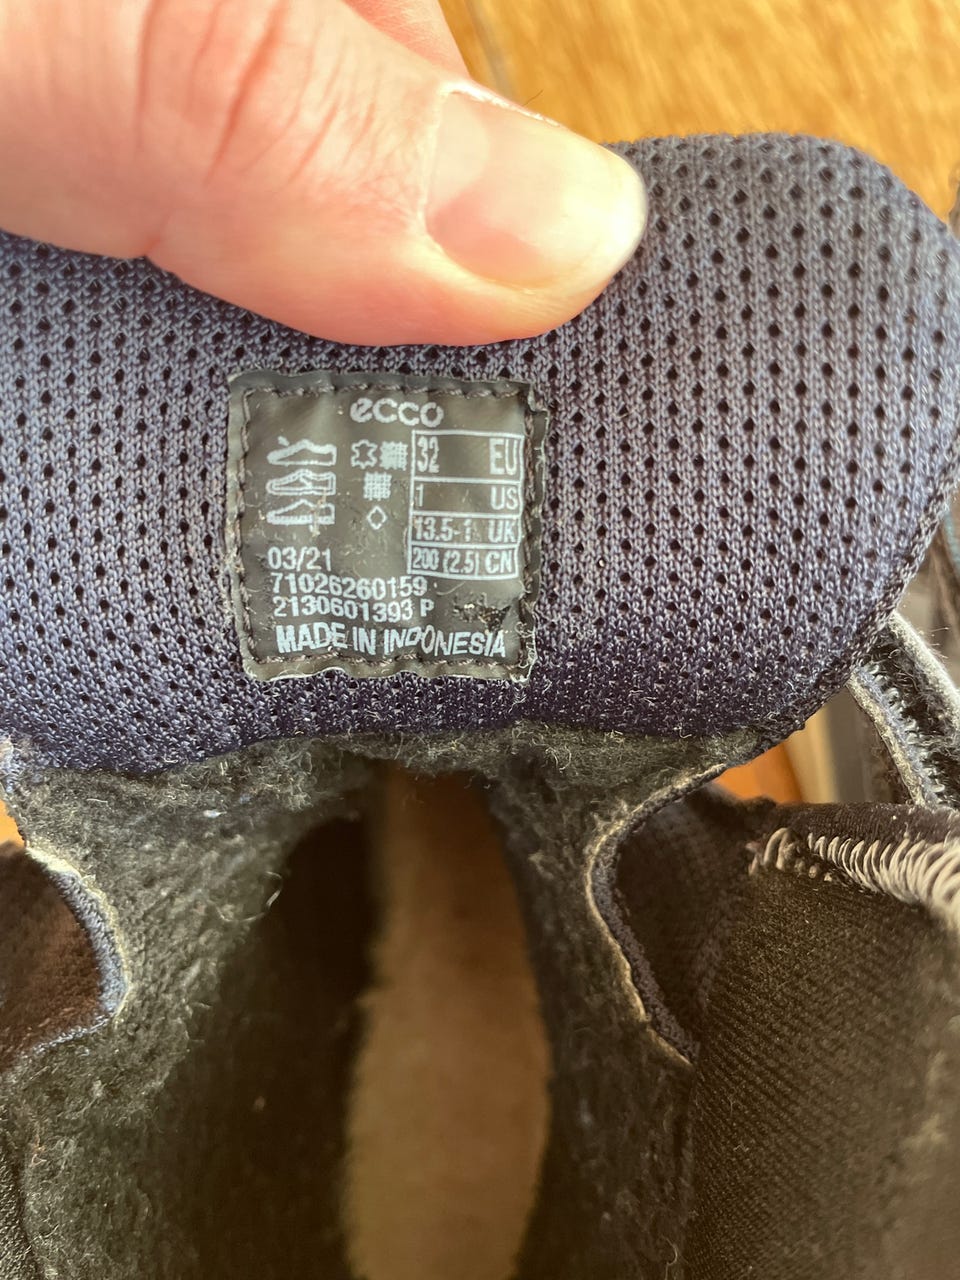 ecco
32 EU
1 US
13.5-1 UK
200 (2.5) CN
03/21
71026260159
2130601393 P
MADE IN INDONESIA